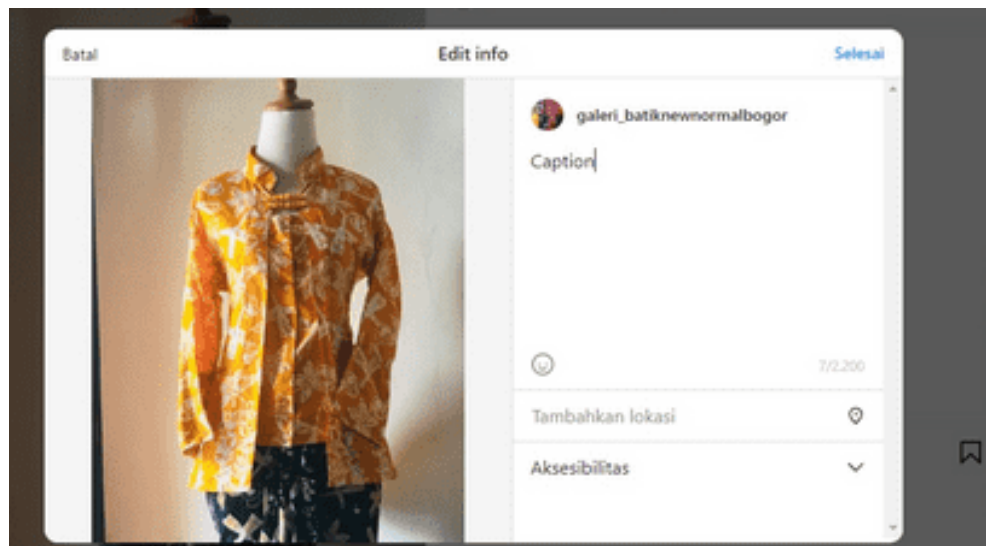 Batal
Edit info
Selesai
galeri_batiknewnormalbogor
Caption
7/2.200
Tambahkan lokasi
Aksesibilitas